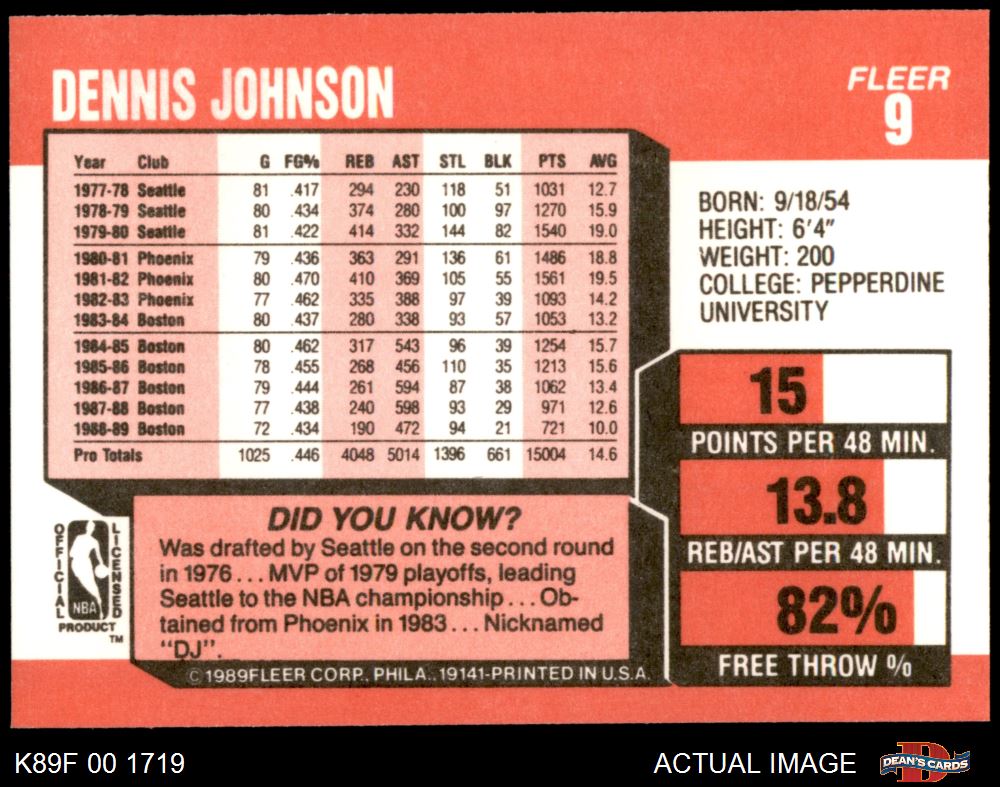 DENNIS JOHNSON
FLEER
9
Year Club G FG% REB AST STL BLK PTS AVG
1977-78 Seattle 81 .417 294 230 118 51 1031 12.7
1978-79 Seattle 80 .434 374 280 100 97 1270 15.9
1979-80 Seattle 81 .422 414 332 144 82 1540 19.0
1980-81 Phoenix 79 .436 363 291 136 61 1486 18.8
1981-82 Phoenix 80 .470 410 369 105 55 1561 19.5
1982-83 Phoenix 77 .462 335 388 97 39 1093 14.2
1983-84 Boston 80 .437 280 338 93 57 1053 13.2
1984-85 Boston 80 .462 317 543 96 39 1254 15.7
1985-86 Boston 78 .455 268 456 110 35 1213 15.6
1986-87 Boston 79 .444 261 594 87 38 1062 13.4
1987-88 Boston 77 .438 240 598 93 29 971 12.6
1988-89 Boston 72 .434 190 472 94 21 721 10.0
Pro Totals 1025 .446 4048 5014 1396 661 15004 14.6
BORN: 9/18/54
HEIGHT: 6'4"
WEIGHT: 200
COLLEGE: PEPPERDINE
UNIVERSITY
15
POINTS PER 48 MIN.
13.8
REB/AST PER 48 MIN.
82%
FREE THROW %
DID YOU KNOW?
Was drafted by Seattle on the second round
in 1976... MVP of 1979 playoffs, leading
Seattle to the NBA championship... Ob-
tained from Phoenix in 1983... Nicknamed
"DJ".
OFFICIAL
LICENSED
NBA
PRODUCT
TM
© 1989FLEER CORP. PHILA., 19141-PRINTED IN U.S.A.
K89F 00 1719
ACTUAL IMAGE
D
DEAN'S CARDS